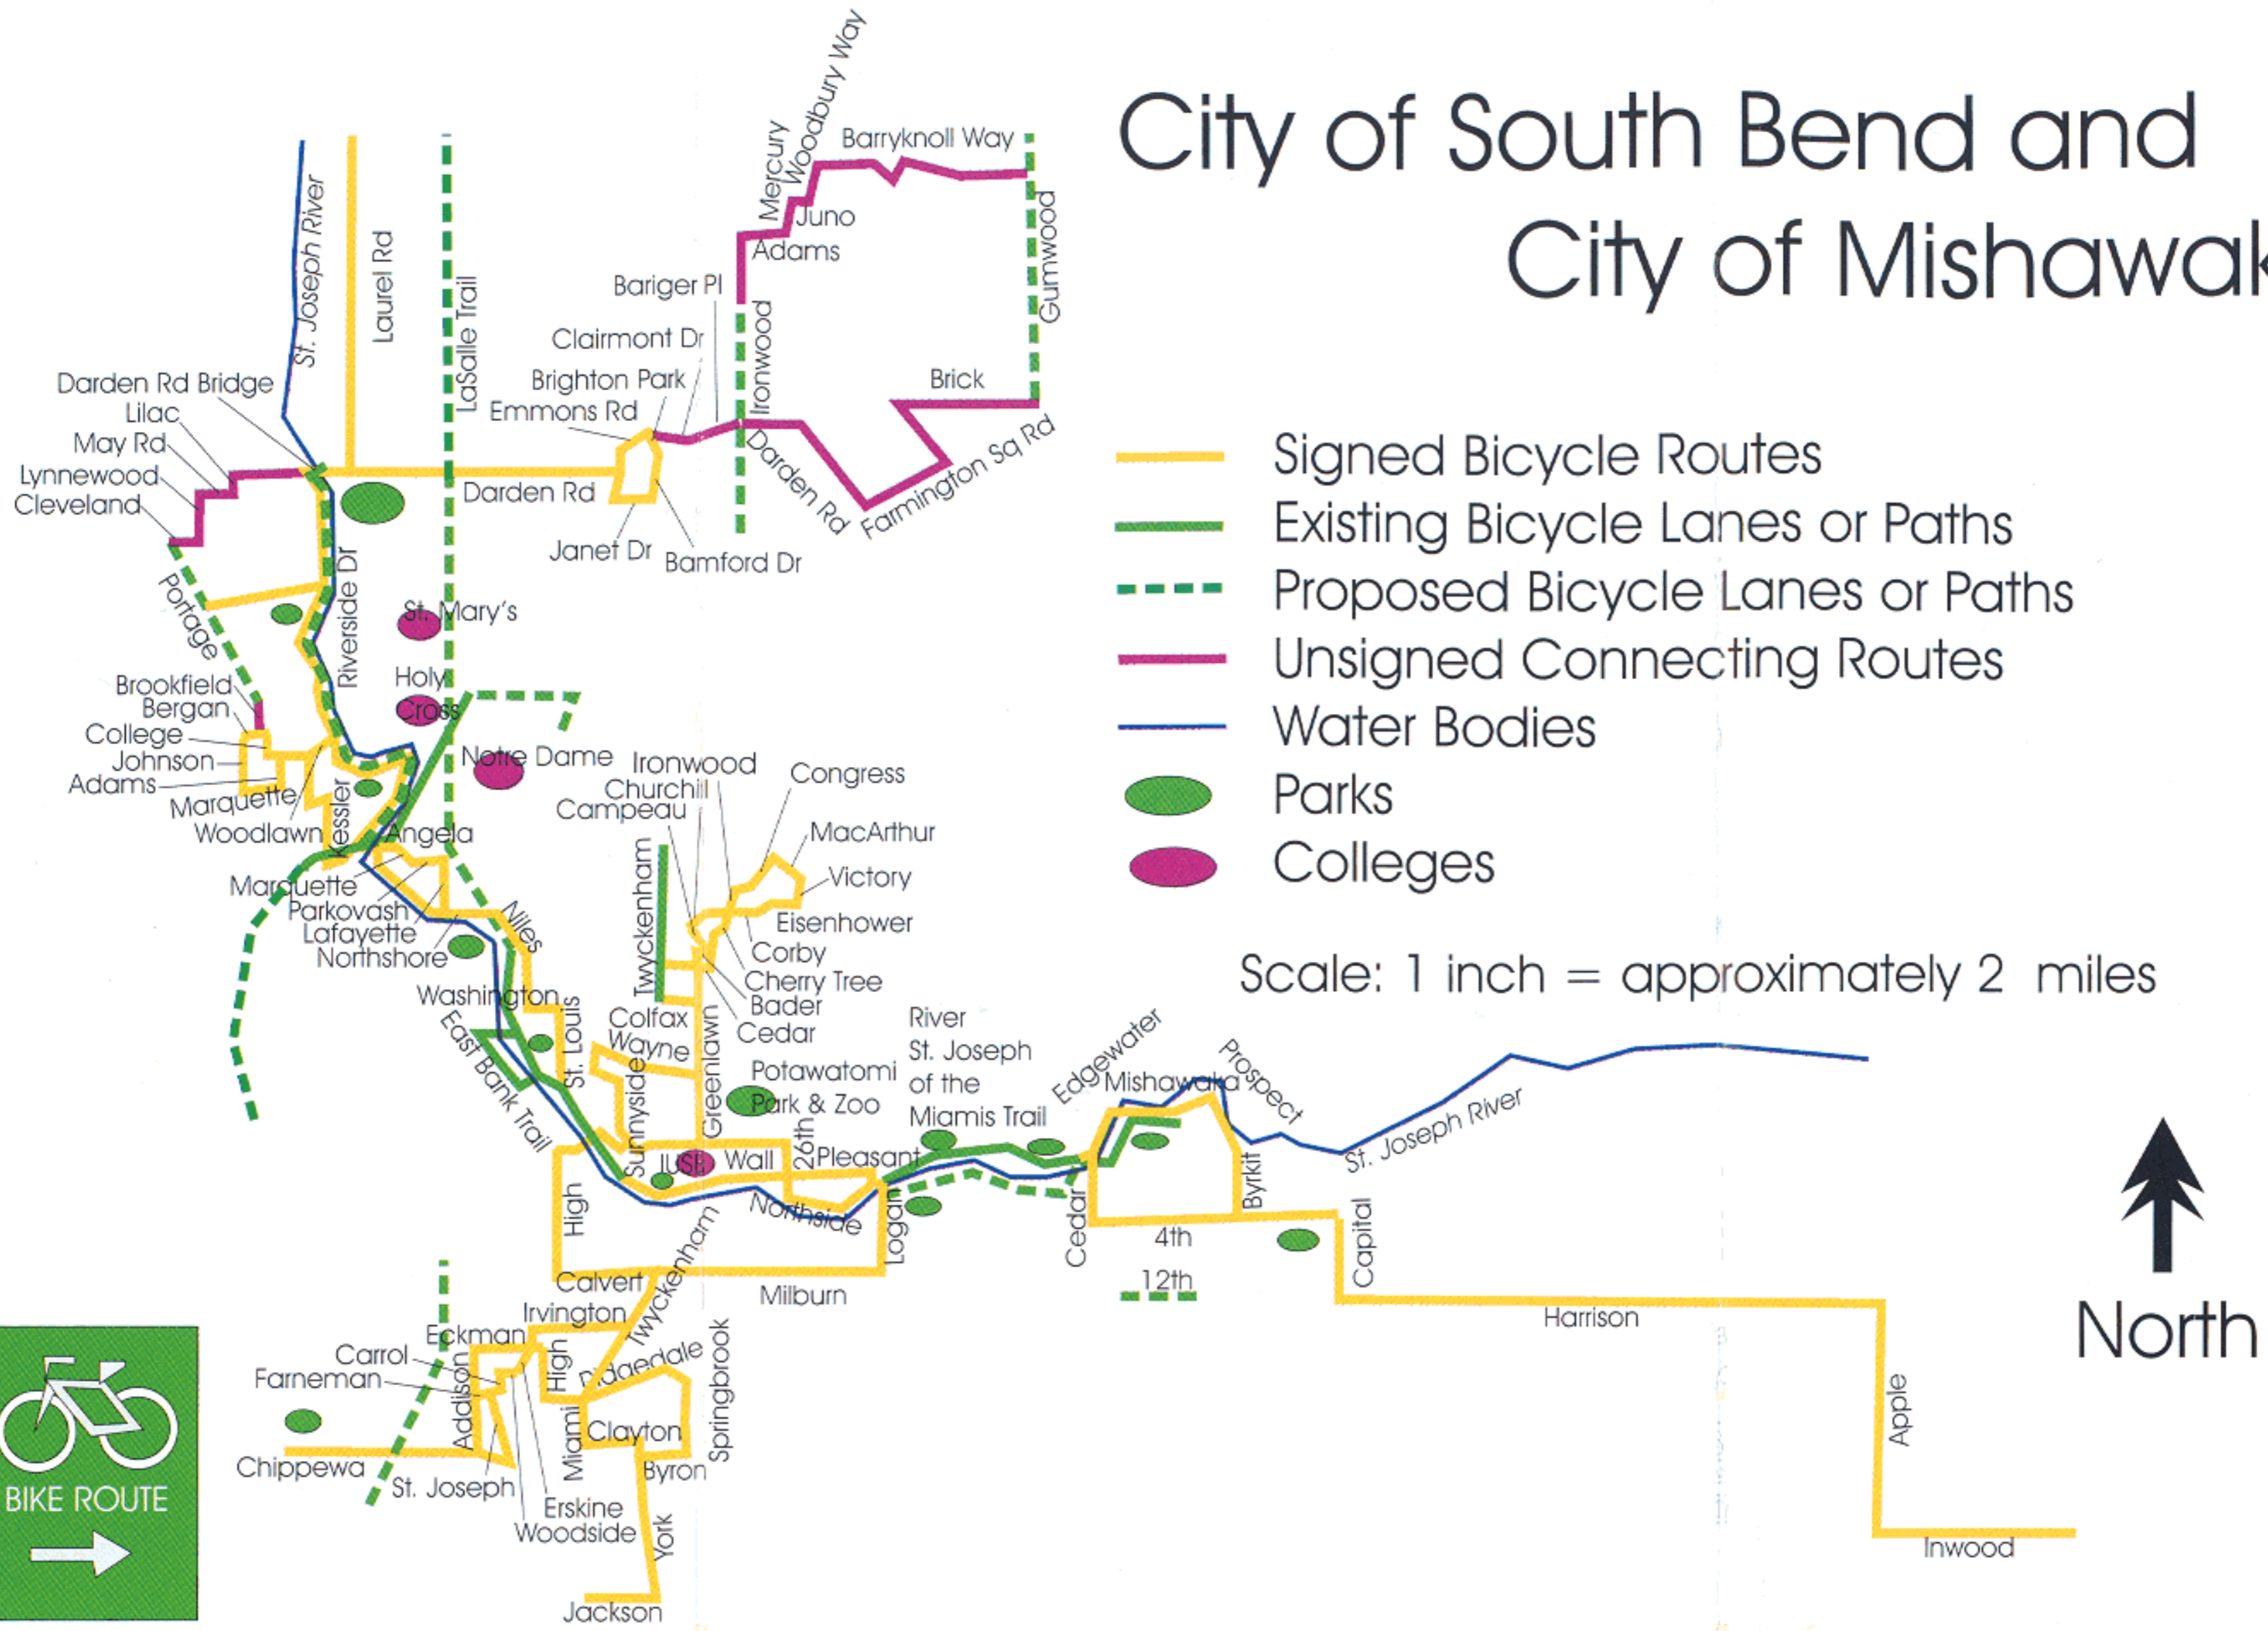 City of South Bend and
City of Mishawak
Woodbury Way
Mercury
Barryknoll Way
Juno
Adams
Gumwood
St. Joseph River
Laurel Rd
LaSalle Trail
Bariger Pl
Ironwood
Clairmont Dr
Brighton Park
Emmons Rd
Brick
Darden Rd Bridge
Lilac
May Rd
Lynnewood
Cleveland
Darden Rd
Darden Rd
Farmington Sq Rd
Janet Dr
Bamford Dr
Signed Bicycle Routes
Existing Bicycle Lanes or Paths
Proposed Bicycle Lanes or Paths
Unsigned Connecting Routes
Water Bodies
Parks
Colleges
Scale: 1 inch = approximately 2 miles
Portage
Riverside Dr
St. Mary's
Holy
Cross
Notre Dame
Brookfield
Bergan
College
Johnson
Adams
Marquette
Woodlawn
Kessler
Angela
Marquette
Parkovash
Lafayette
Northshore
Niles
Ironwood
Churchill
Campeau
Congress
MacArthur
Victory
Eisenhower
Corby
Cherry Tree
Bader
Cedar
Twyckenham
Washington
East Bank Trail
St. Louis
Colfax
Wayne
Sunnyside
Greenlawn
Potawatomi
Park & Zoo
River
St. Joseph
of the
Miamis Trail
Edgewater
Mishawaka
Prospect
St. Joseph River
IUSB
Wall
26th
Pleasant
Northside
Logan
High
Cedar
Byrkit
4th
12th
Capital
Harrison
Apple
Inwood
North
Calvert
Milburn
Twyckenham
Irvington
Eckman
Carrol
Farneman
Addison
High
Ridgedale
Springbrook
Miami
Clayton
Byron
Chippewa
St. Joseph
Erskine
Woodside
York
Jackson
BIKE ROUTE